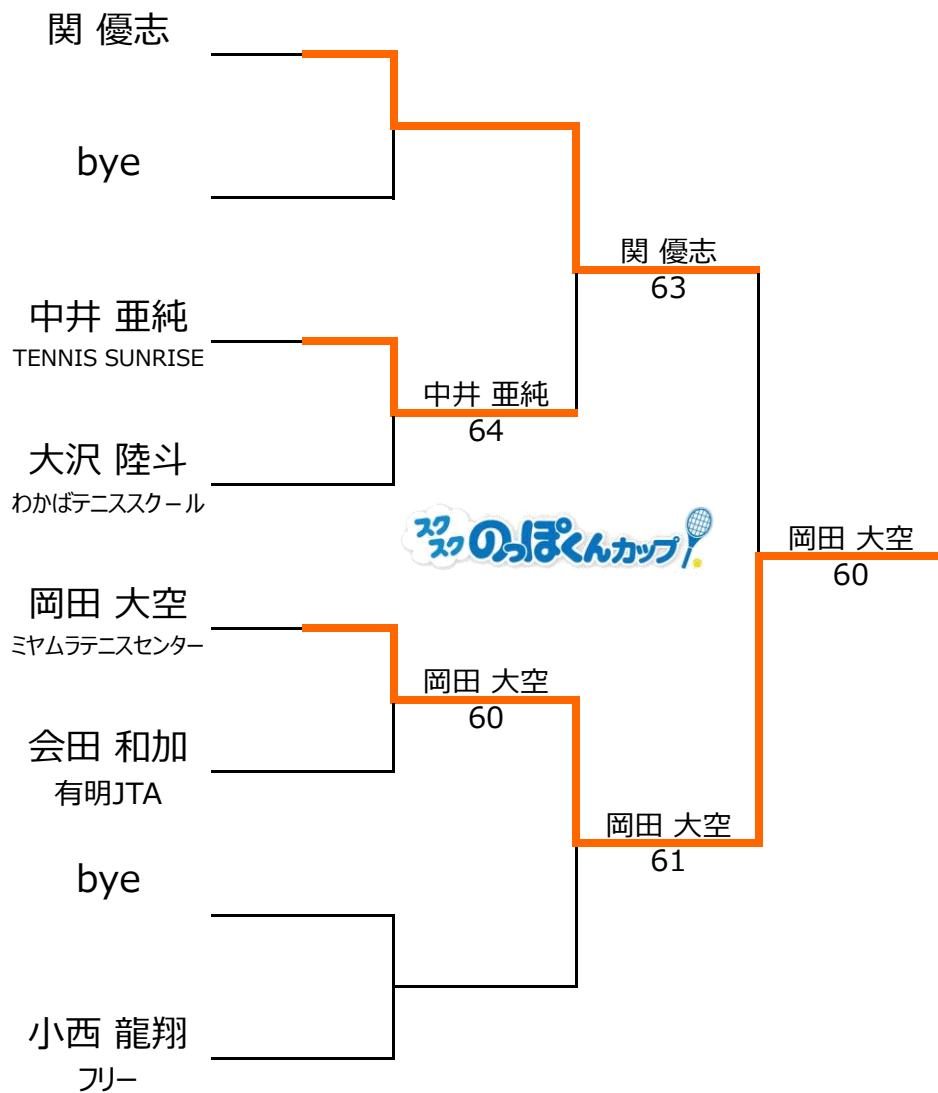 関 優志
bye
関 優志
63
中井 亜純
TENNIS SUNRISE
中井 亜純
64
大沢 陸斗
わかばテニススクール
スクスクのっぽくんカップ
岡田 大空
60
岡田 大空
ミヤムラテニスセンター
岡田 大空
60
会田 和加
有明JTA
岡田 大空
61
bye
小西 龍翔
フリー